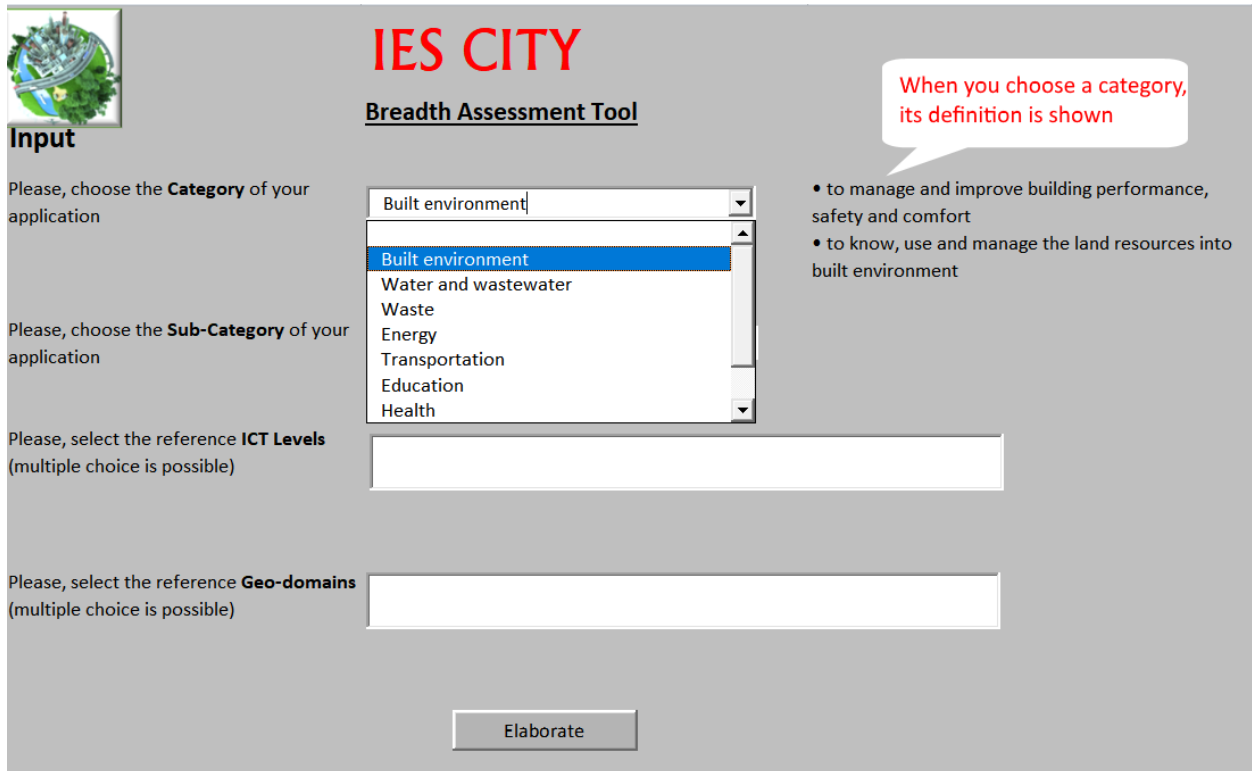 IES CITY
Breadth Assessment Tool
When you choose a category,
its definition is shown
Input
Please, choose the Category of your
application
Built environment
• to manage and improve building performance,
safety and comfort
• to know, use and manage the land resources into
built environment
Built environment
Water and wastewater
Waste
Energy
Transportation
Education
Health
Please, choose the Sub-Category of your
application
Please, select the reference ICT Levels
(multiple choice is possible)
Please, select the reference Geo-domains
(multiple choice is possible)
Elaborate